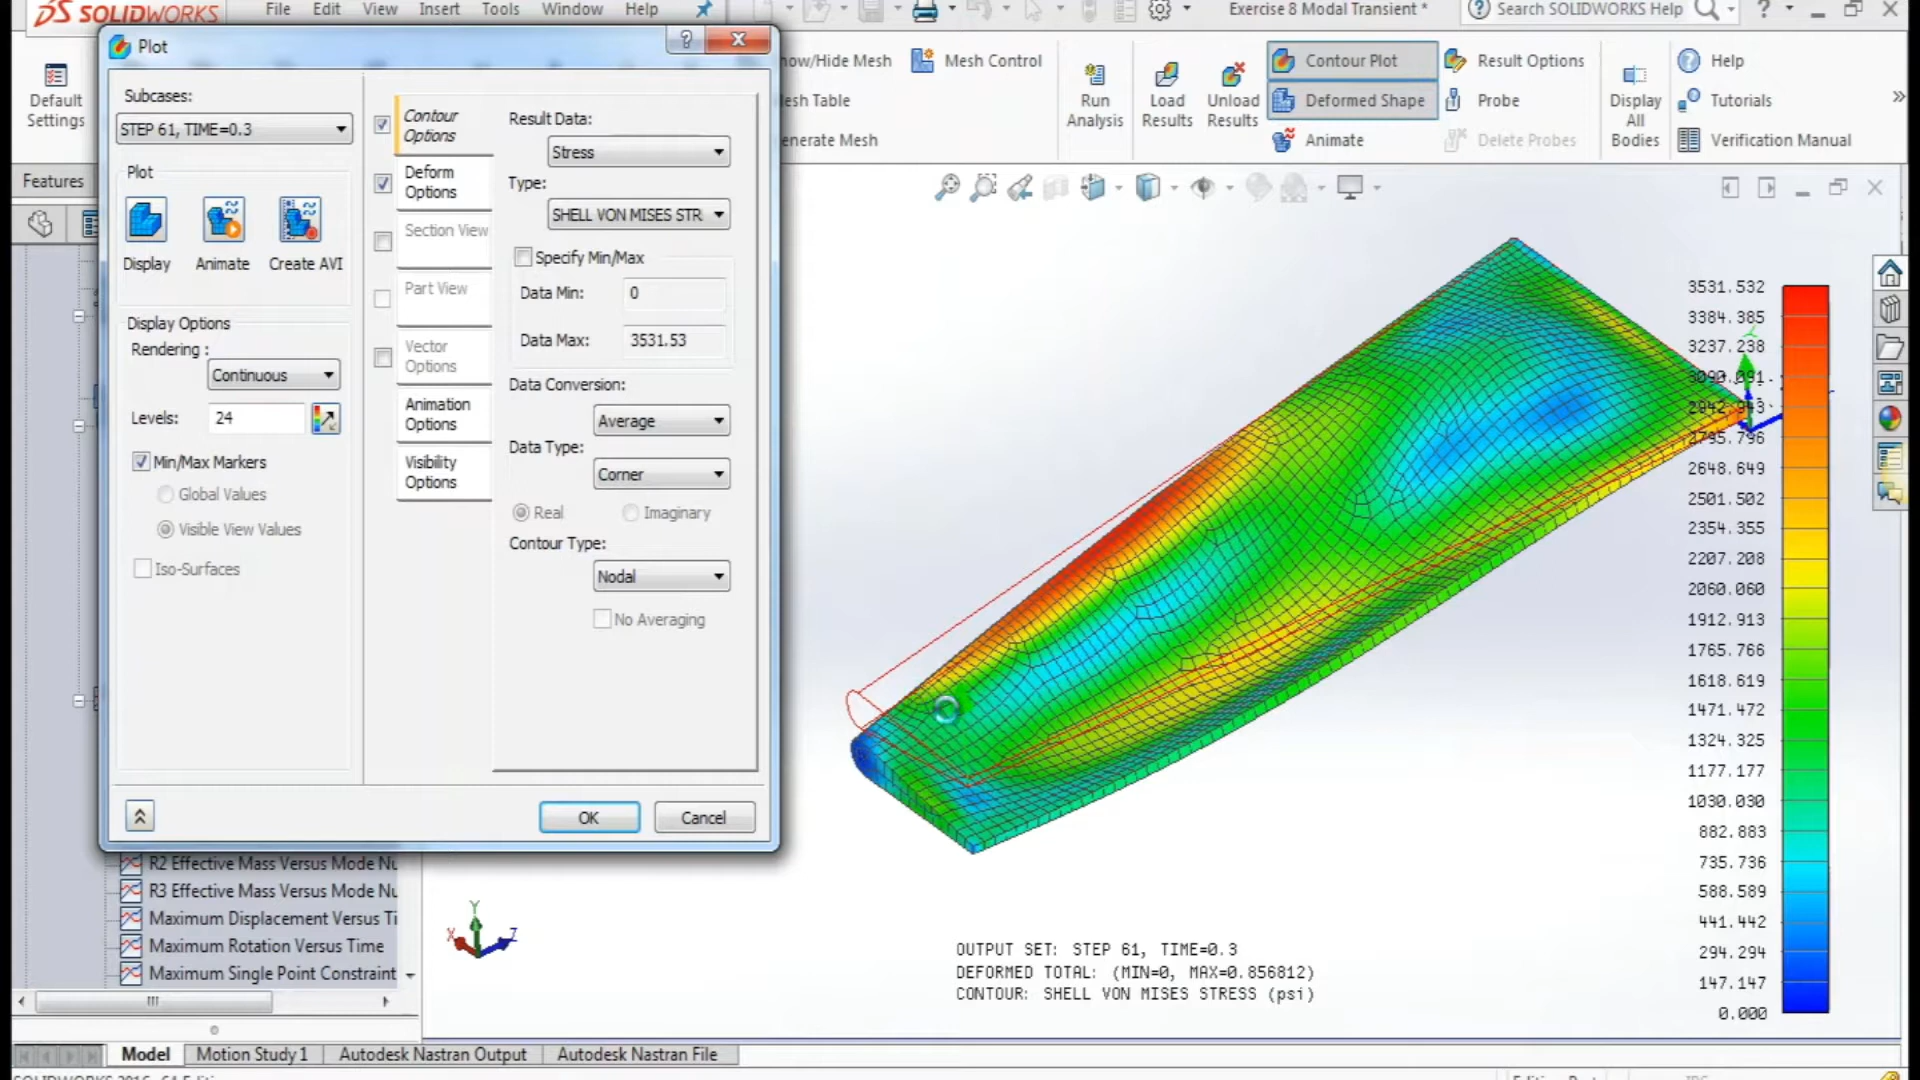 SOLIDWORKS
File Edit View Insert Tools Window Help
Exercise 8 Modal Transient *
Search SOLIDWORKS Help
Plot
Default Settings
how/Hide Mesh
Mesh Control
esh Table
enerate Mesh
Run Analysis
Load Results
Unload Results
Contour Plot
Deformed Shape
Animate
Result Options
Probe
Delete Probes
Display All Bodies
Help
Tutorials
Verification Manual
Features
Subcases:
STEP 61, TIME=0.3
Plot
Display
Animate
Create AVI
Display Options
Rendering :
Continuous
Levels:
24
Min/Max Markers
Global Values
Visible View Values
Iso-Surfaces
Contour Options
Deform Options
Section View
Part View
Vector Options
Animation Options
Visibility Options
Result Data:
Stress
Type:
SHELL VON MISES STR
Specify Min/Max
Data Min:
0
Data Max:
3531.53
Data Conversion:
Average
Data Type:
Corner
Real
Imaginary
Contour Type:
Nodal
No Averaging
OK
Cancel
R2 Effective Mass Versus Mode Nu
R3 Effective Mass Versus Mode Nu
Maximum Displacement Versus Ti
Maximum Rotation Versus Time
Maximum Single Point Constraint
3531.532
3384.385
3237.238
3090.091
2942.943
2795.796
2648.649
2501.502
2354.355
2207.208
2060.060
1912.913
1765.766
1618.619
1471.472
1324.325
1177.177
1030.030
882.883
735.736
588.589
441.442
294.294
147.147
0.000
Y
X
Z
OUTPUT SET: STEP 61, TIME=0.3
DEFORMED TOTAL: (MIN=0, MAX=0.856812)
CONTOUR: SHELL VON MISES STRESS (psi)
Model
Motion Study 1
Autodesk Nastran Output
Autodesk Nastran File